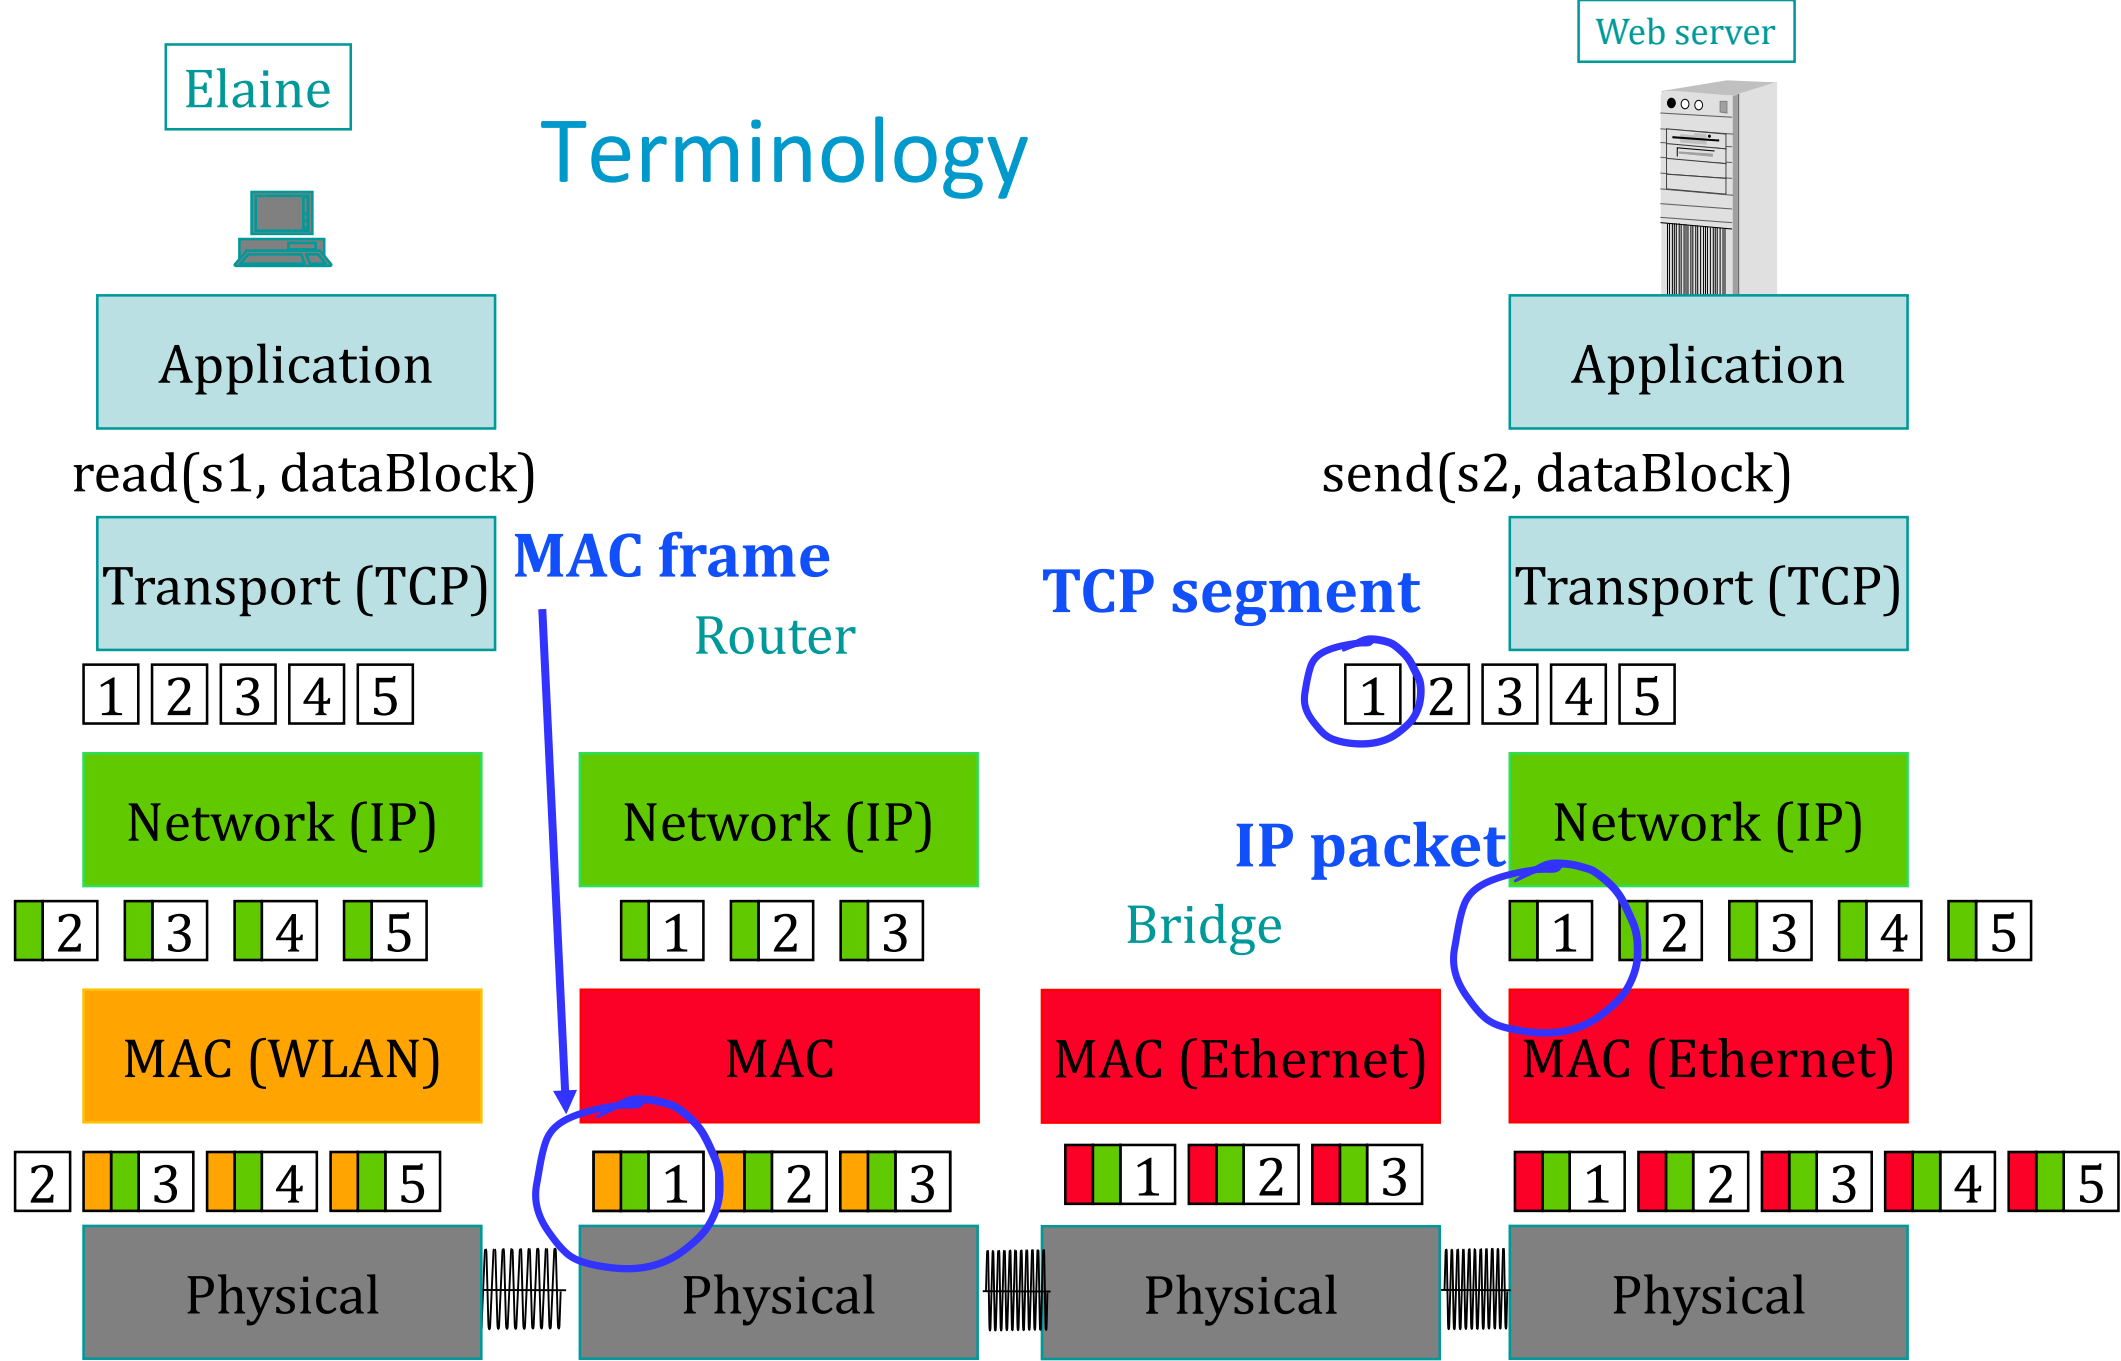 Web server
Elaine
Terminology
Application
Application
read(s1, dataBlock)
send(s2, dataBlock)
Transport (TCP)
MAC frame
TCP segment
Transport (TCP)
Router
1 2 3 4 5
1 2 3 4 5
Network (IP)
Network (IP)
IP packet
Network (IP)
Bridge
2 3 4 5
1 2 3
1 2 3 4 5
MAC (WLAN)
MAC
MAC (Ethernet)
MAC (Ethernet)
2 3 4 5
1 2 3
1 2 3
1 2 3 4 5
Physical
Physical
Physical
Physical